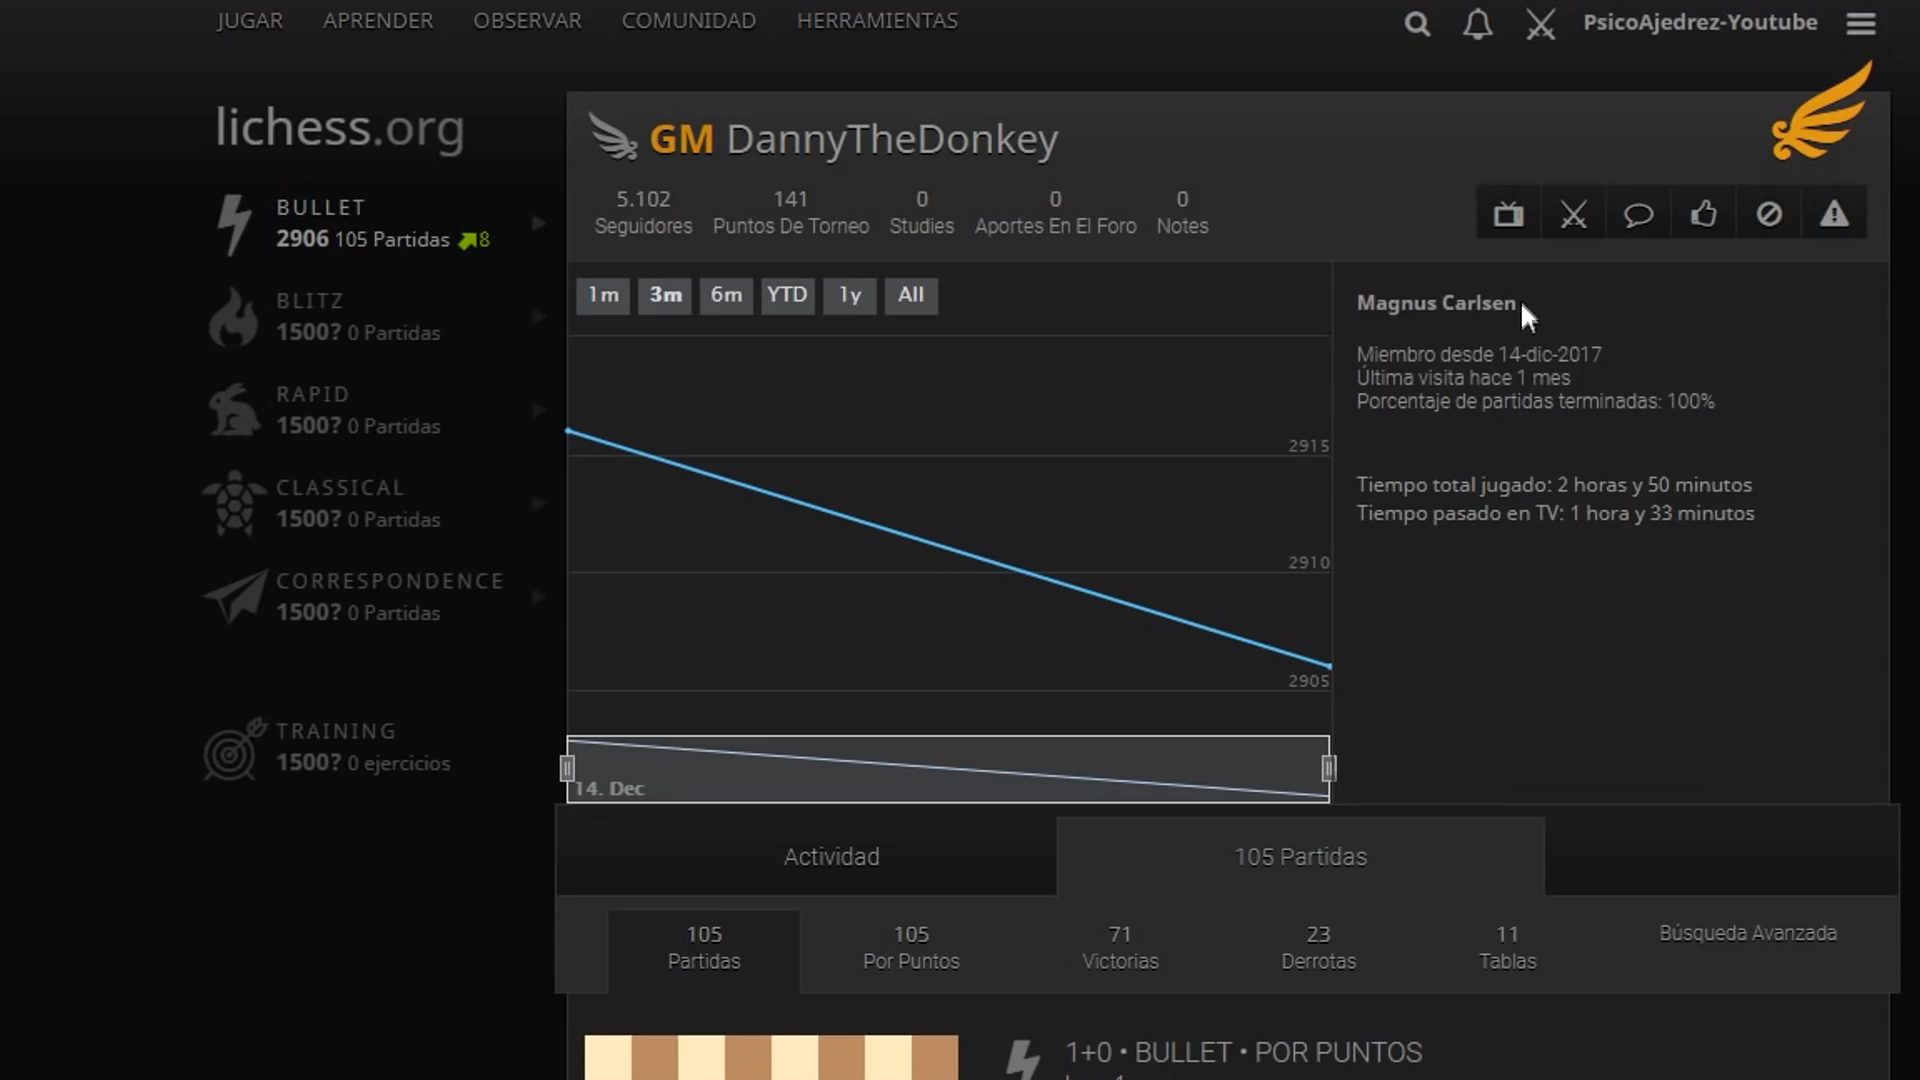 JUGAR APRENDER OBSERVAR COMUNIDAD HERRAMIENTAS PsicoAjedrez-Youtube
lichess.org
BULLET
2906 105 Partidas 8
BLITZ
1500? 0 Partidas
RAPID
1500? 0 Partidas
CLASSICAL
1500? 0 Partidas
CORRESPONDENCE
1500? 0 Partidas
TRAINING
1500? 0 ejercicios
GM DannyTheDonkey
5.102 141 0 0 0
Seguidores Puntos De Torneo Studies Aportes En El Foro Notes
1m 3m 6m YTD 1y All
2915
2910
2905
14. Dec
Magnus Carlsen
Miembro desde 14-dic-2017
Última visita hace 1 mes
Porcentaje de partidas terminadas: 100%
Tiempo total jugado: 2 horas y 50 minutos
Tiempo pasado en TV: 1 hora y 33 minutos
Actividad 105 Partidas
105 105 71 23 11
Partidas Por Puntos Victorias Derrotas Tablas Búsqueda Avanzada
1+0 • BULLET • POR PUNTOS